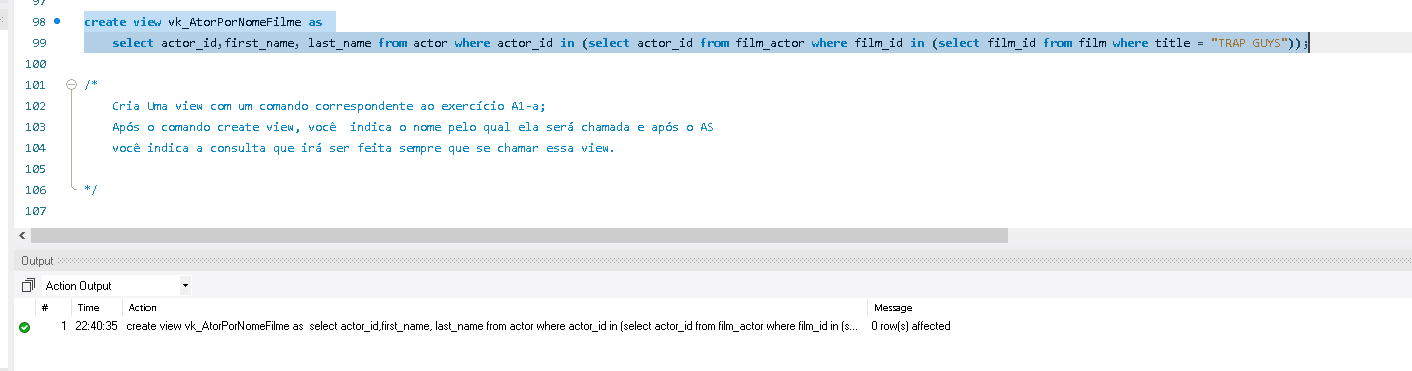 97
98 create view vk_AtorPorNomeFilme as
99 select actor_id,first_name, last_name from actor where actor_id in (select actor_id from film_actor where film_id in (select film_id from film where title = "TRAP GUYS"));
100
101 /*
102 Cria Uma view com um comando correspondente ao exercício A1-a;
103 Após o comando create view, você  indica o nome pelo qual ela será chamada e após o AS
104 você indica a consulta que irá ser feita sempre que se chamar essa view.
105
106 */
107
Output
Action Output
# Time Action Message
1 22:40:35 create view vk_AtorPorNomeFilme as  select actor_id,first_name, last_name from actor where actor_id in (select actor_id from film_actor where film_id in (s... 0 row(s) affected